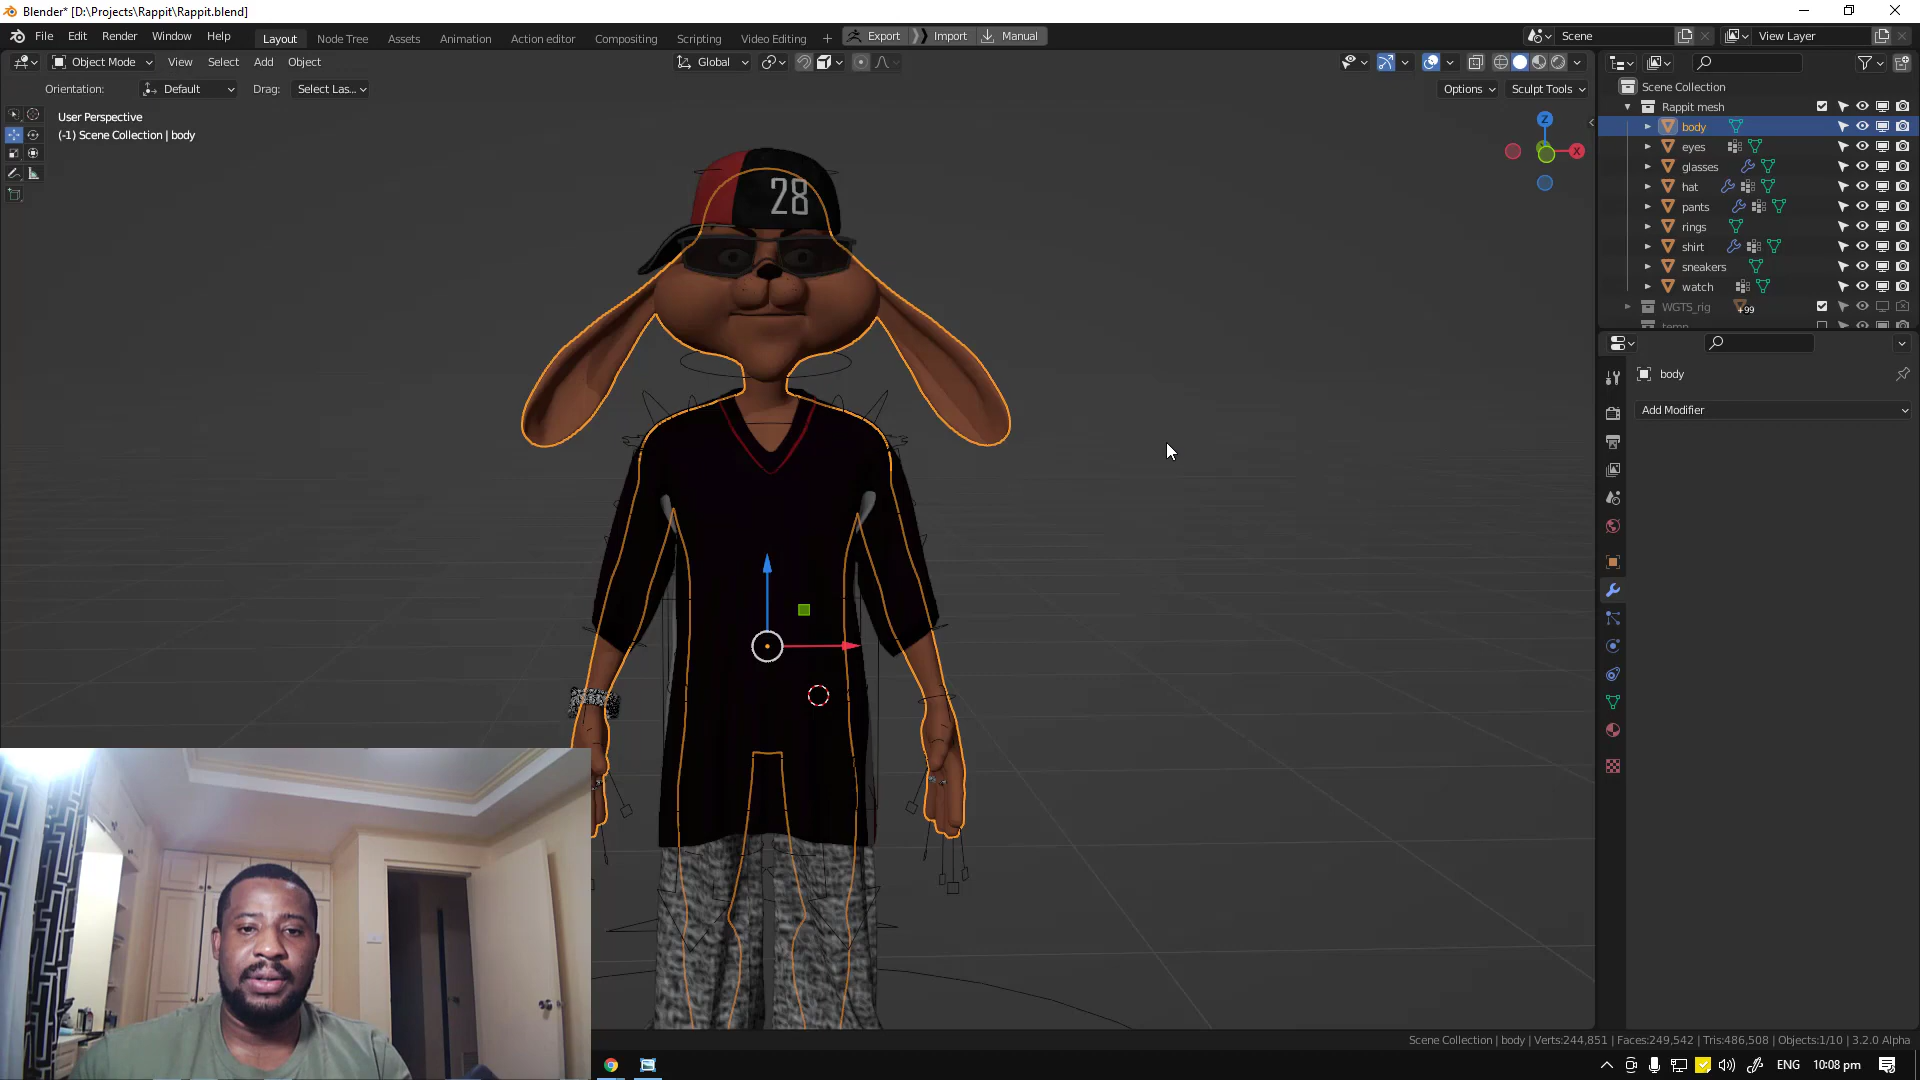 Blender* [D:\Projects\Rappit\Rappit.blend]
File Edit Render Window Help
Layout Node Tree Assets Animation Action editor Compositing Scripting Video Editing + Export Import Manual
Scene View Layer
Object Mode View Select Add Object Global
Orientation: Default Drag: Select Las... Options Sculpt Tools
User Perspective
(-1) Scene Collection | body
Z
X
28
Scene Collection
Rappit mesh
body
eyes
glasses
hat
pants
rings
shirt
sneakers
watch
WGTS_rig +99
temp
body
Add Modifier
Scene Collection | body | Verts:244,851 | Faces:249,542 | Tris:486,508 | Objects:1/10 | 3.2.0 Alpha
ENG 10:08 pm